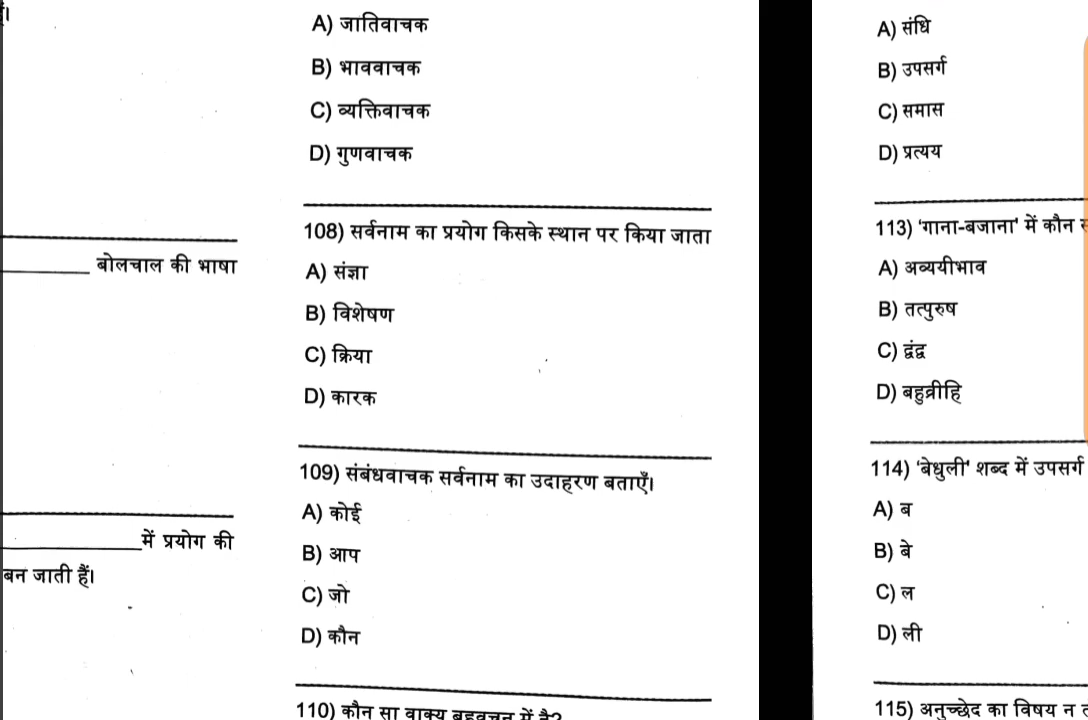 बोलचाल की भाषा
में प्रयोग की
बन जाती हैं।
A) जातिवाचक
B) भाववाचक
C) व्यक्तिवाचक
D) गुणवाचक
108) सर्वनाम का प्रयोग किसके स्थान पर किया जाता
A) संज्ञा
B) विशेषण
C) क्रिया
D) कारक
109) संबंधवाचक सर्वनाम का उदाहरण बताएँ।
A) कोई
B) आप
C) जो
D) कौन
110) कौन सा वाक्य बहुवचन में है?
A) संधि
B) उपसर्ग
C) समास
D) प्रत्यय
113) 'गाना-बजाना' में कौन
A) अव्ययीभाव
B) तत्पुरुष
C) द्वंद्व
D) बहुव्रीहि
114) 'बेधुली' शब्द में उपसर्ग
A) ब
B) बे
C) ल
D) ली
115) अनुच्छेद का विषय न